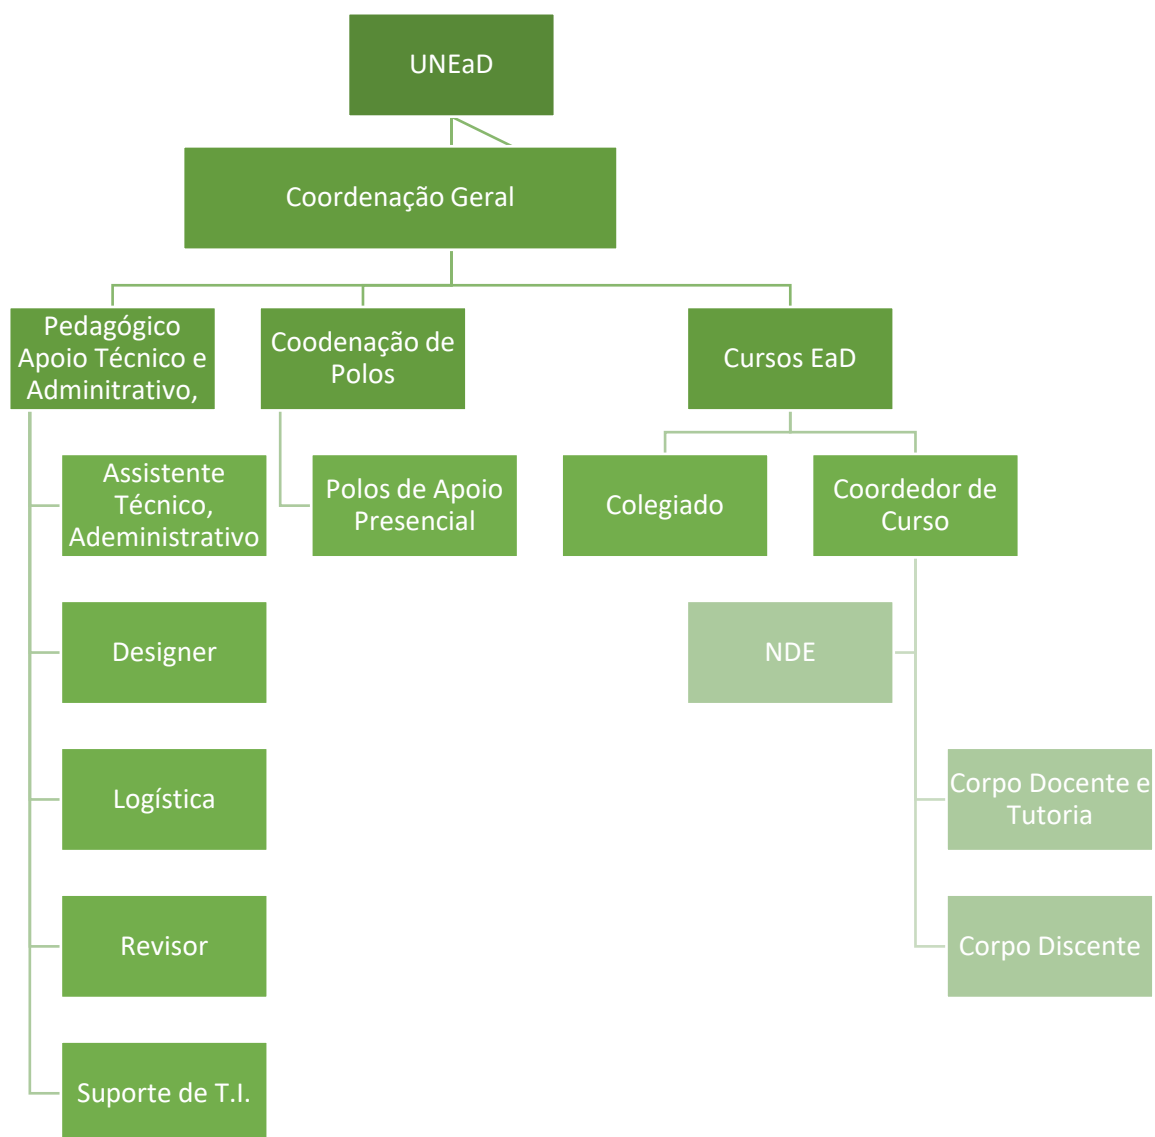 UNEaD
Coordenação Geral
Pedagógico
Apoio Técnico e
Adminitrativo,
Coodenação de
Polos
Cursos EaD
Assistente
Técnico,
Adeministrativo
Polos de Apoio
Presencial
Colegiado
Coordedor de
Curso
Designer
NDE
Logística
Corpo Docente e
Tutoria
Revisor
Corpo Discente
Suporte de T.I.